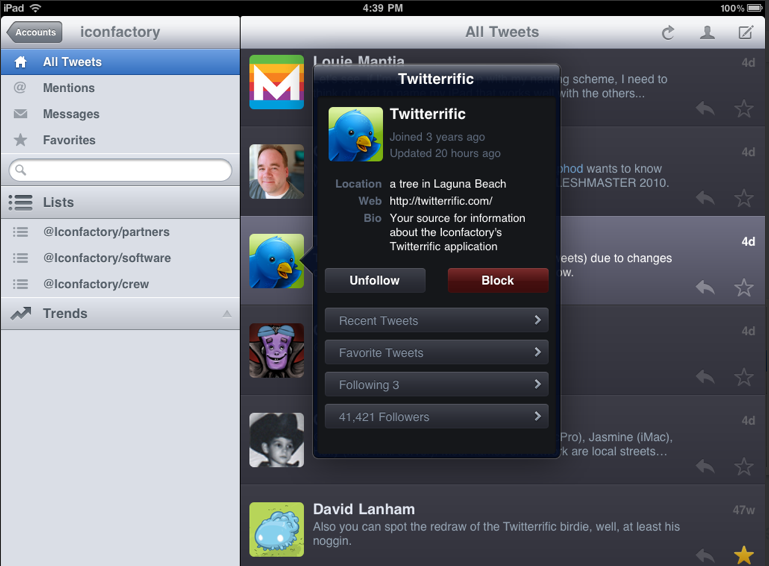 iPad
4:39 PM
100%
Accounts
iconfactory
All Tweets
Mentions
Messages
Favorites
Lists
@Iconfactory/partners
@Iconfactory/software
@Iconfactory/crew
Trends
All Tweets
Louie Mantia
4d
ing scheme, I need to
with the others...
4d
phod wants to know
LESHMASTER 2010.
4d
eets) due to changes
ow.
4d
4d
Pro), Jasmine (iMac),
rk are local streets...
David Lanham
47w
Also you can spot the redraw of the Twitterrific birdie, well, at least his
noggin.
Twitterrific
Twitterrific
Joined 3 years ago
Updated 20 hours ago
Location a tree in Laguna Beach
Web http://twitterrific.com/
Bio Your source for information
about the Iconfactory's
Twitterrific application
Unfollow
Block
Recent Tweets
Favorite Tweets
Following 3
41,421 Followers